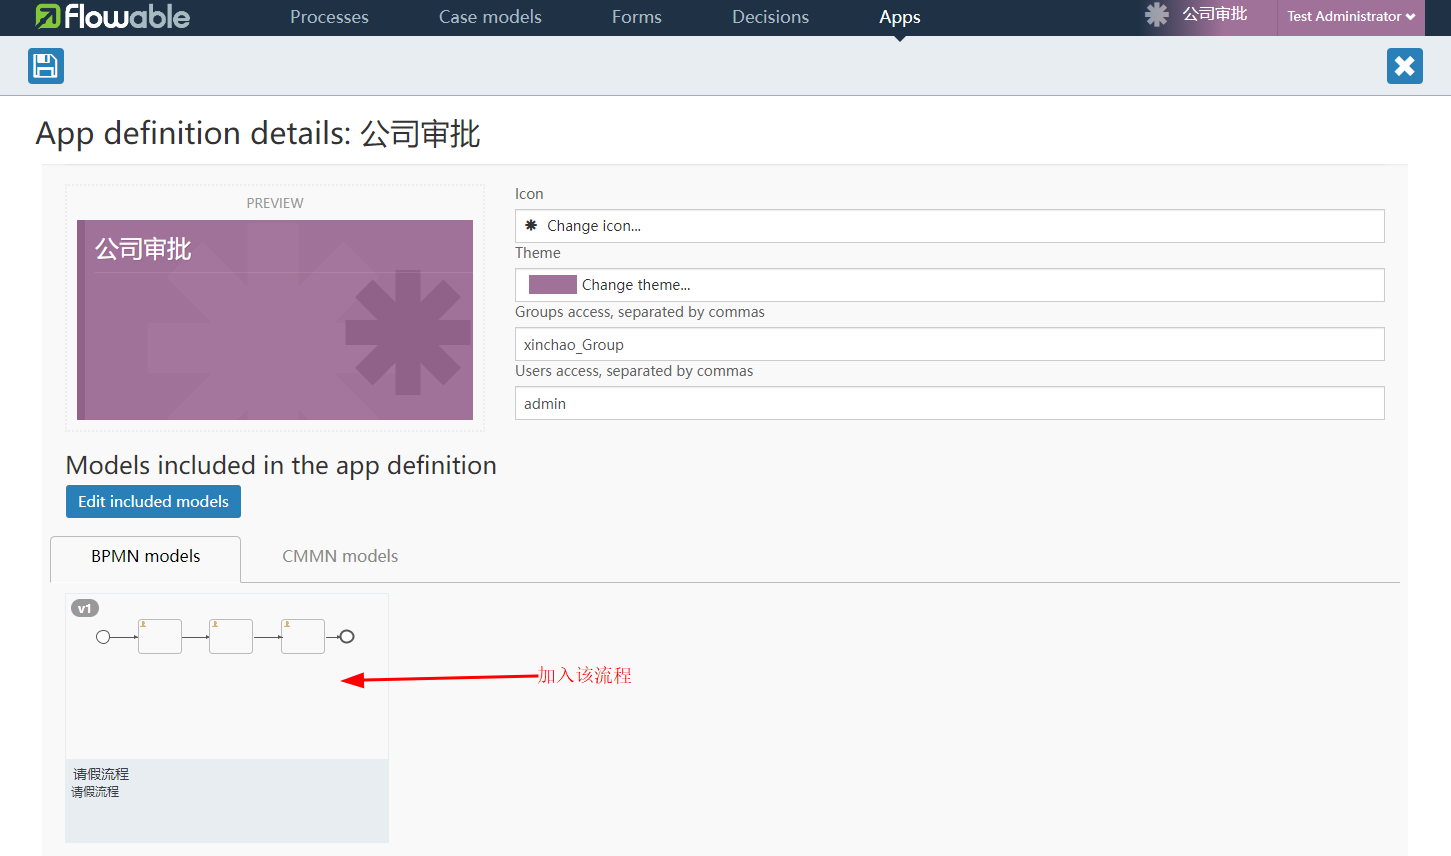 flowable
Processes
Case models
Forms
Decisions
Apps
公司审批
Test Administrator
App definition details: 公司审批
PREVIEW
公司审批
Icon
Change icon...
Theme
Change theme...
Groups access, separated by commas
xinchao_Group
Users access, separated by commas
admin
Models included in the app definition
Edit included models
BPMN models
CMMN models
v1
加入该流程
请假流程
请假流程